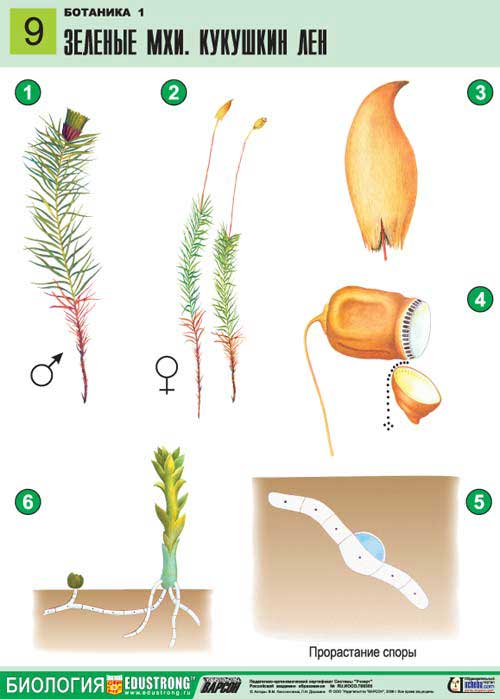 9
БОТАНИКА 1
ЗЕЛЕНЫЕ МХИ. КУКУШКИН ЛЕН
1
2
3
♂
♀
4
6
5
Прорастание споры
БИОЛОГИЯ
EDUSTRONG
www.edustrong.ru
ВАРСОН